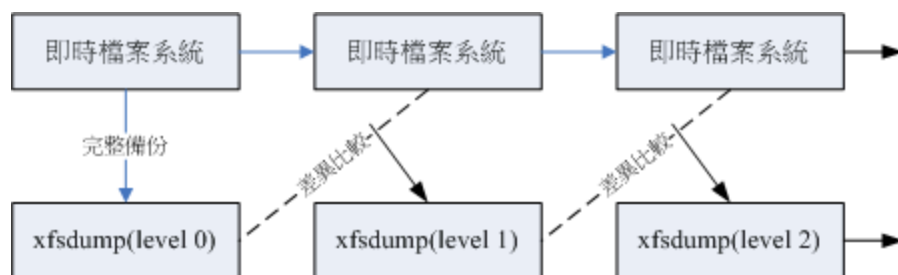 即時檔案系統
即時檔案系統
即時檔案系統
完整備份
差異比較
差異比較
xfsdump(level 0)
xfsdump(level 1)
xfsdump(level 2)